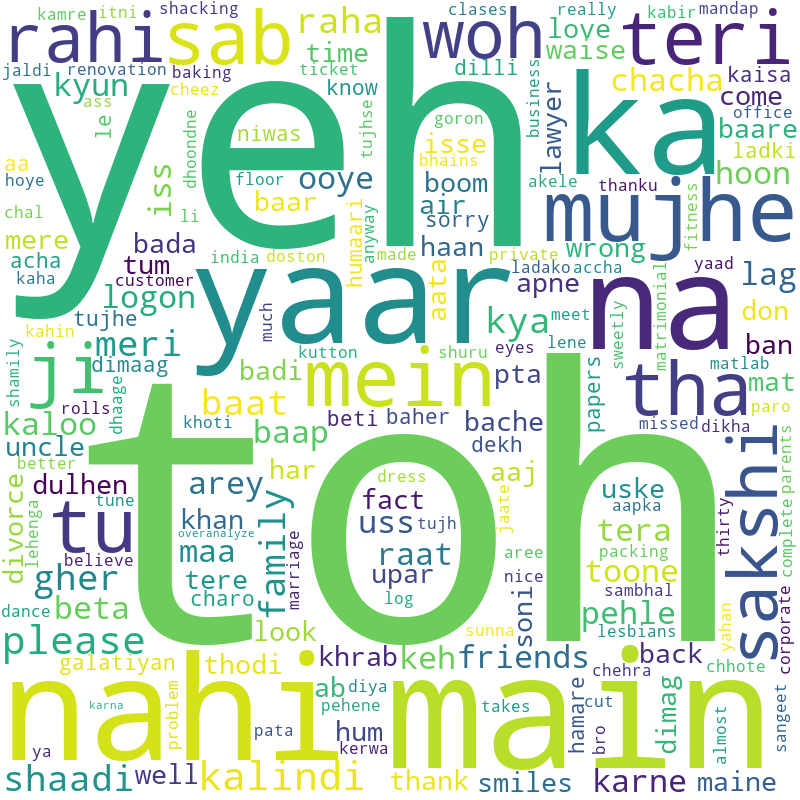 kamre itni shacking clases really kabir mandap
rahi sab woh teri
raha time love waise
jaldi renovation baking ticket dilli chacha kaisa
kyun cheez know come
ass le niwas goron business lawyer office
yeh ka
dhoondne tujhse isse bhains baare
aa hoye iss floor ooye boom akele thanku ladki hoon
chal li baar air sorry mujhe fitness
mere bada humaari anyway haan wrong
acha tum india doston made private ladako accha yaad lag
kaha customer logon yaar aata apne na don
kahin tujhe much kya meet matrimonial ban
shamily ji meri dimaag kutton shuru eyes lene sweetly matlab
badi mein pta tha mat
rolls dhaage baat khoti beti baher bache papers missed dikha paro
kaloo baap dekh
uncle har aaj
better dulhen arey fact uske sakshi
divorce lehenga tune tu khan family uss tujh jaate aapka thirty complete parents
overanalyze raat tera
believe maa toh aree packing
gher tere marriage upar nice toone
dance beta charo dress log soni sambhal pehle
please look sunna lesbians yahan corporate
galatiyan thodi khrab keh friends back
nahi ab diya main chehra chhote
karna problem pehene takes hamare cut dimag sangeet
pata hum bro almost
ya kerwa
shaadi well kalindi thank smiles karne maine